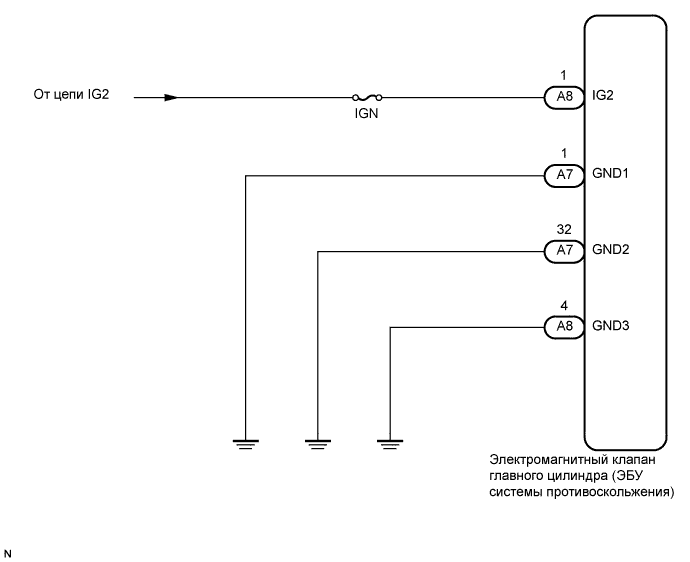 1
От цепи IG2
A8
IG2
IGN
1
A7
GND1
32
A7
GND2
4
A8
GND3
Электромагнитный клапан
главного цилиндра (ЭБУ
системы противоскольжения)
N